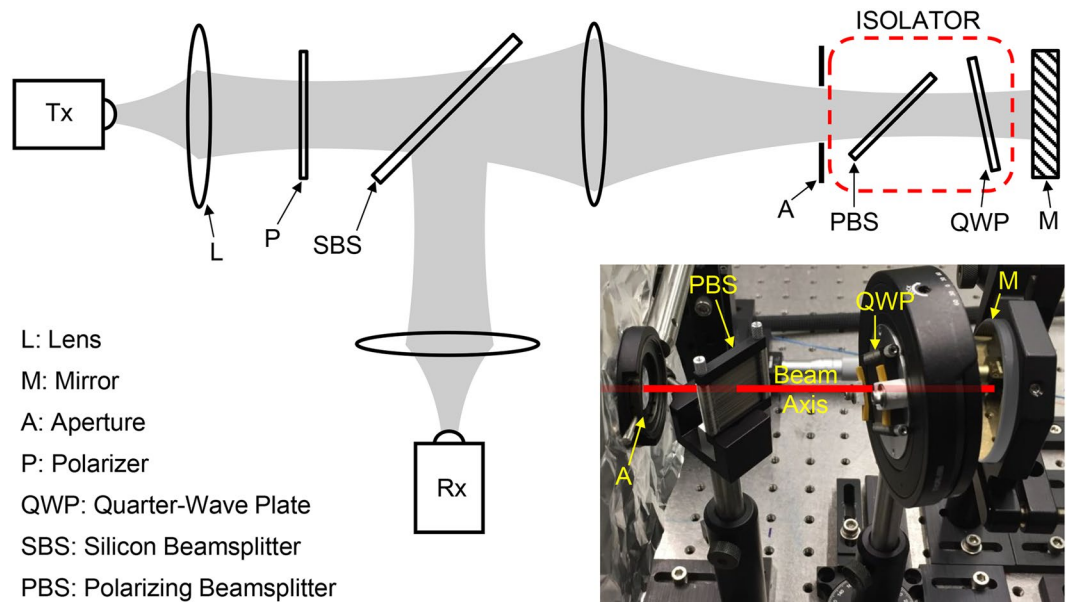 ISOLATOR
Tx
L
P
SBS
A
PBS
QWP
M
Rx
L: Lens
M: Mirror
A: Aperture
P: Polarizer
QWP: Quarter-Wave Plate
SBS: Silicon Beamsplitter
PBS: Polarizing Beamsplitter
PBS
QWP
M
Beam
Axis
A